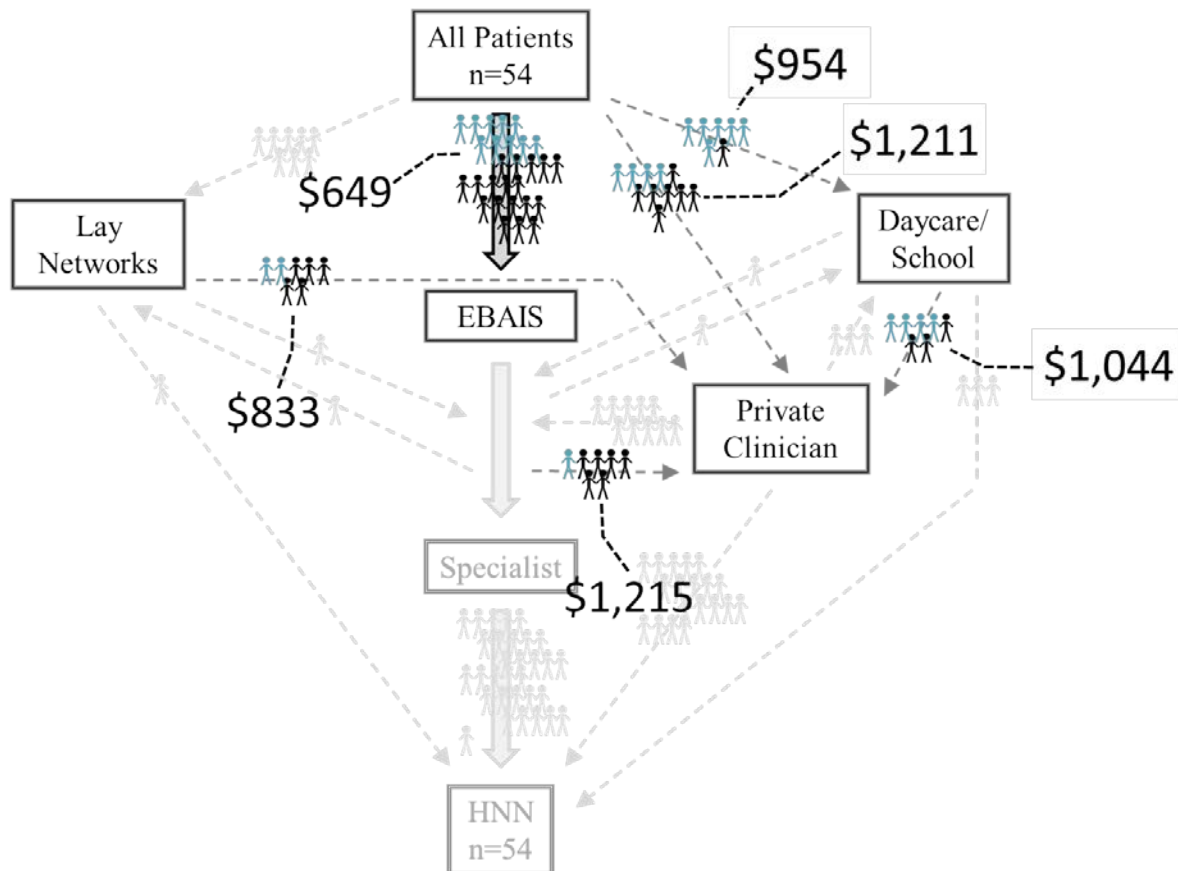 All Patients
n=54
$954
$1,211
$649
Lay
Networks
Daycare/
School
EBAIS
$833
$1,044
Private
Clinician
Specialist
$1,215
HNN
n=54